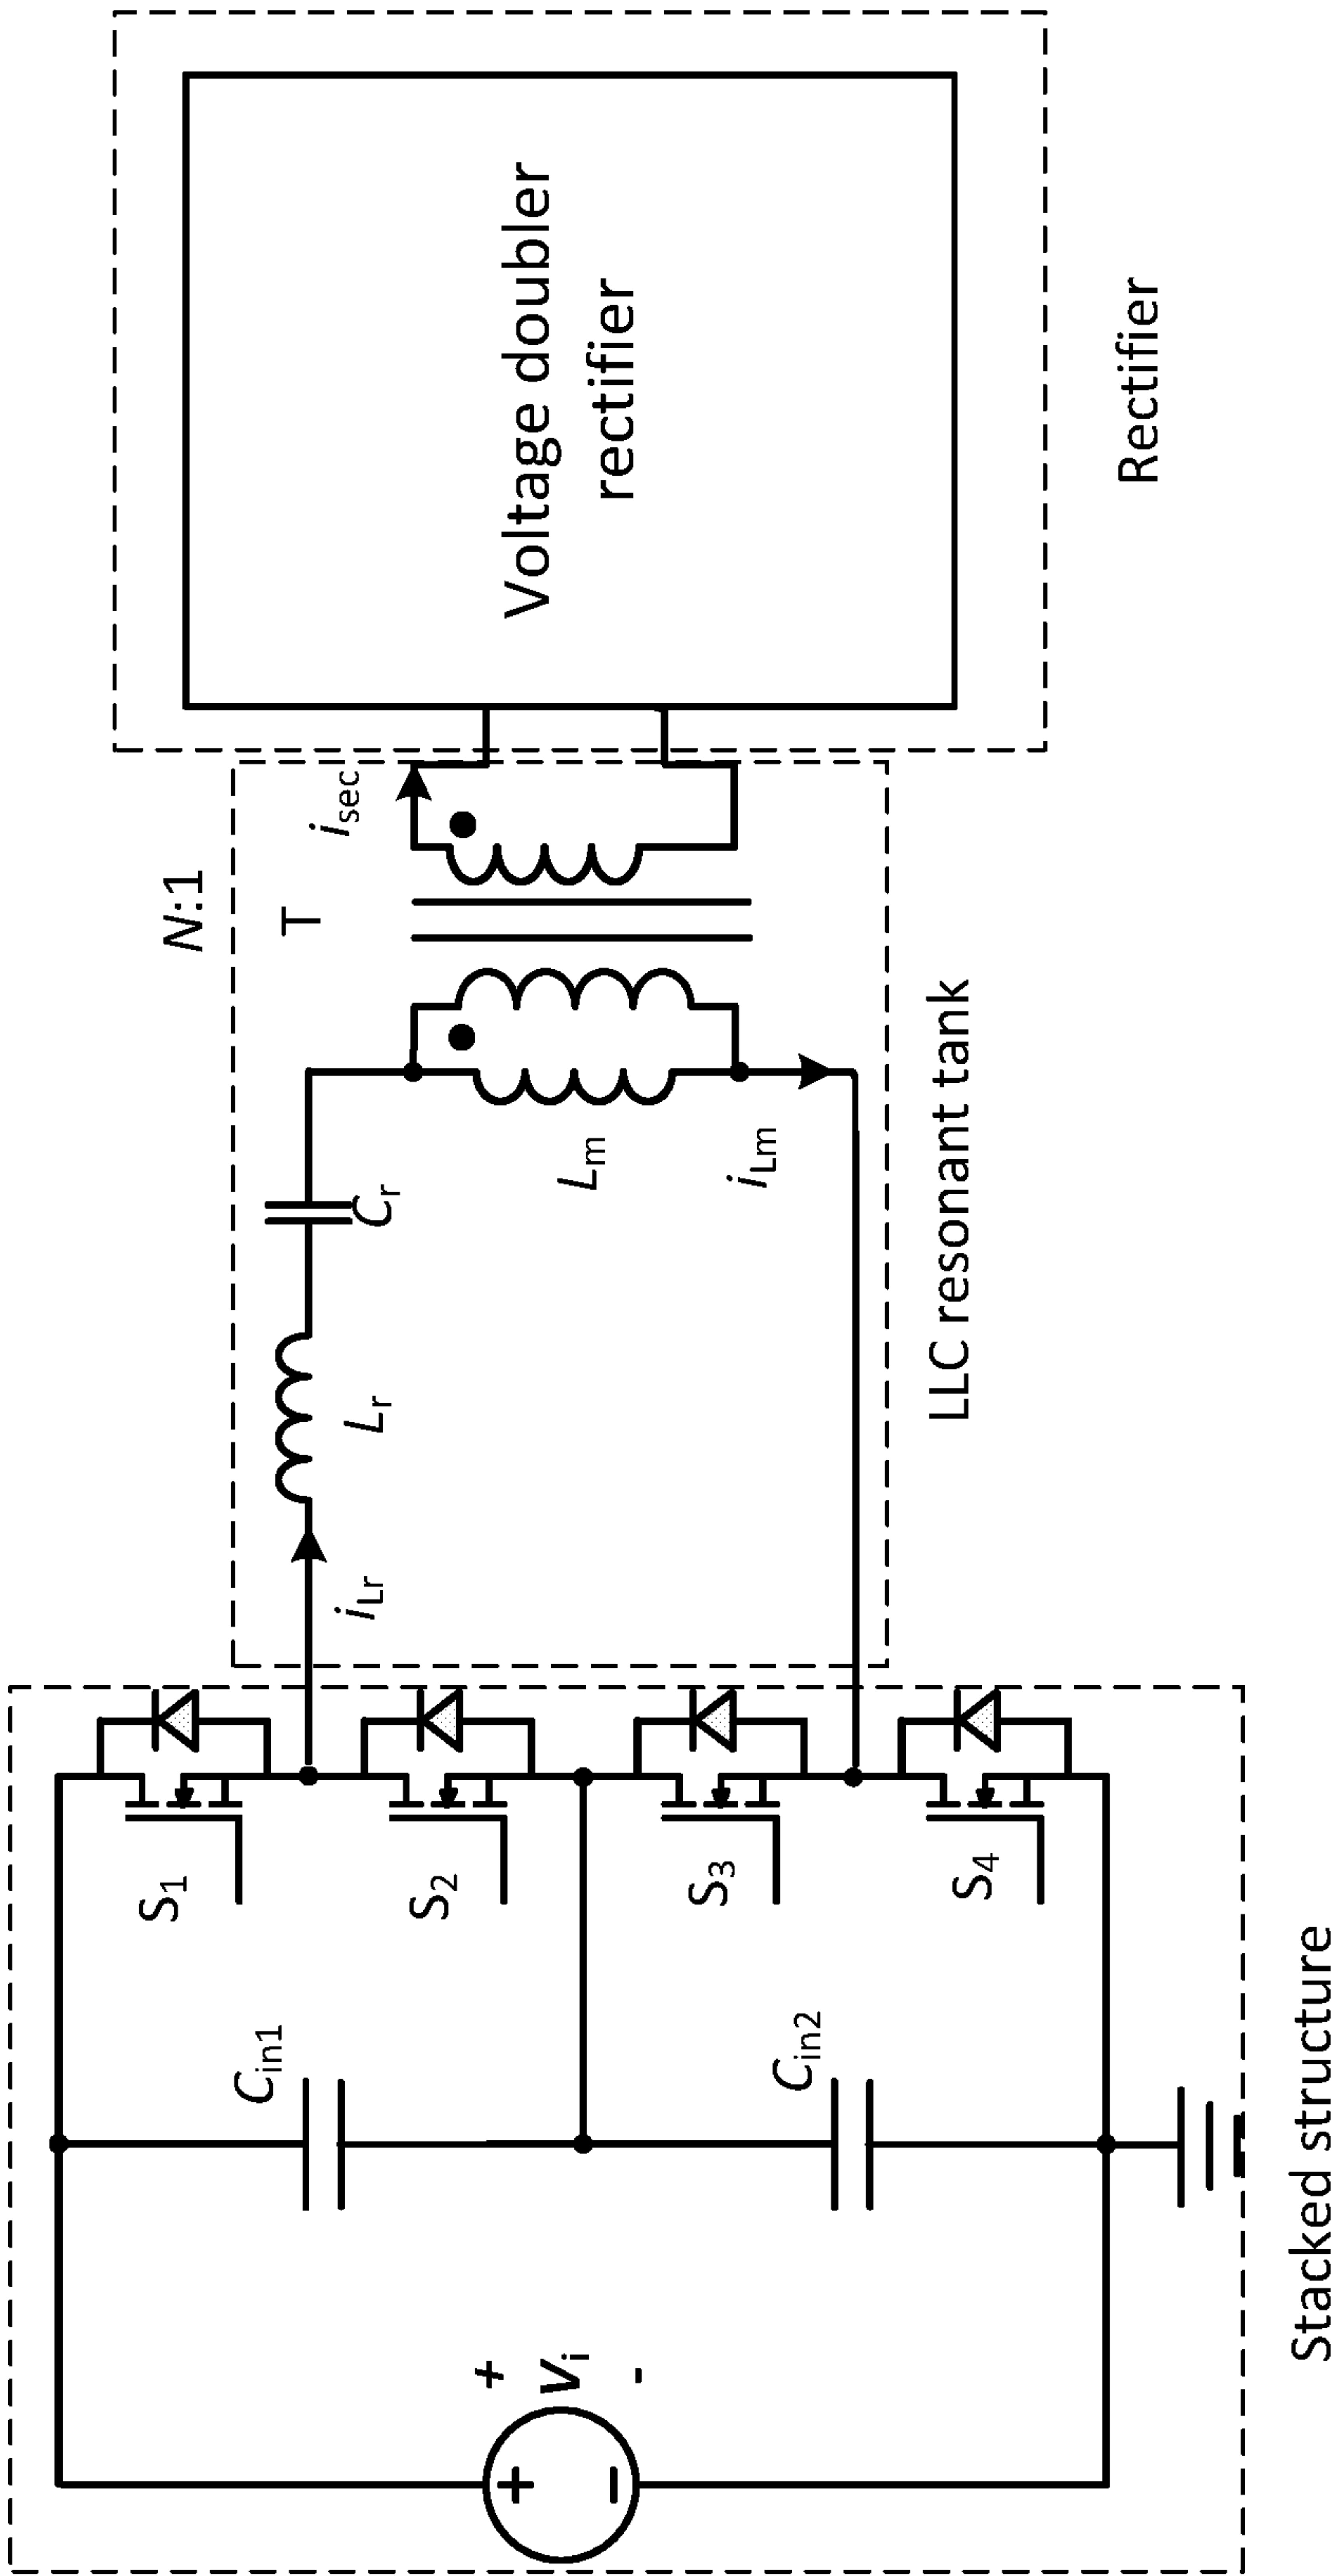 +
Vi
-
+
−
Cin1
Cin2
S1
S2
S3
S4
Stacked structure
iLr
Lr
Cr
Lm
iLm
N:1
T
isec
LLC resonant tank
Voltage doubler
rectifier
Rectifier